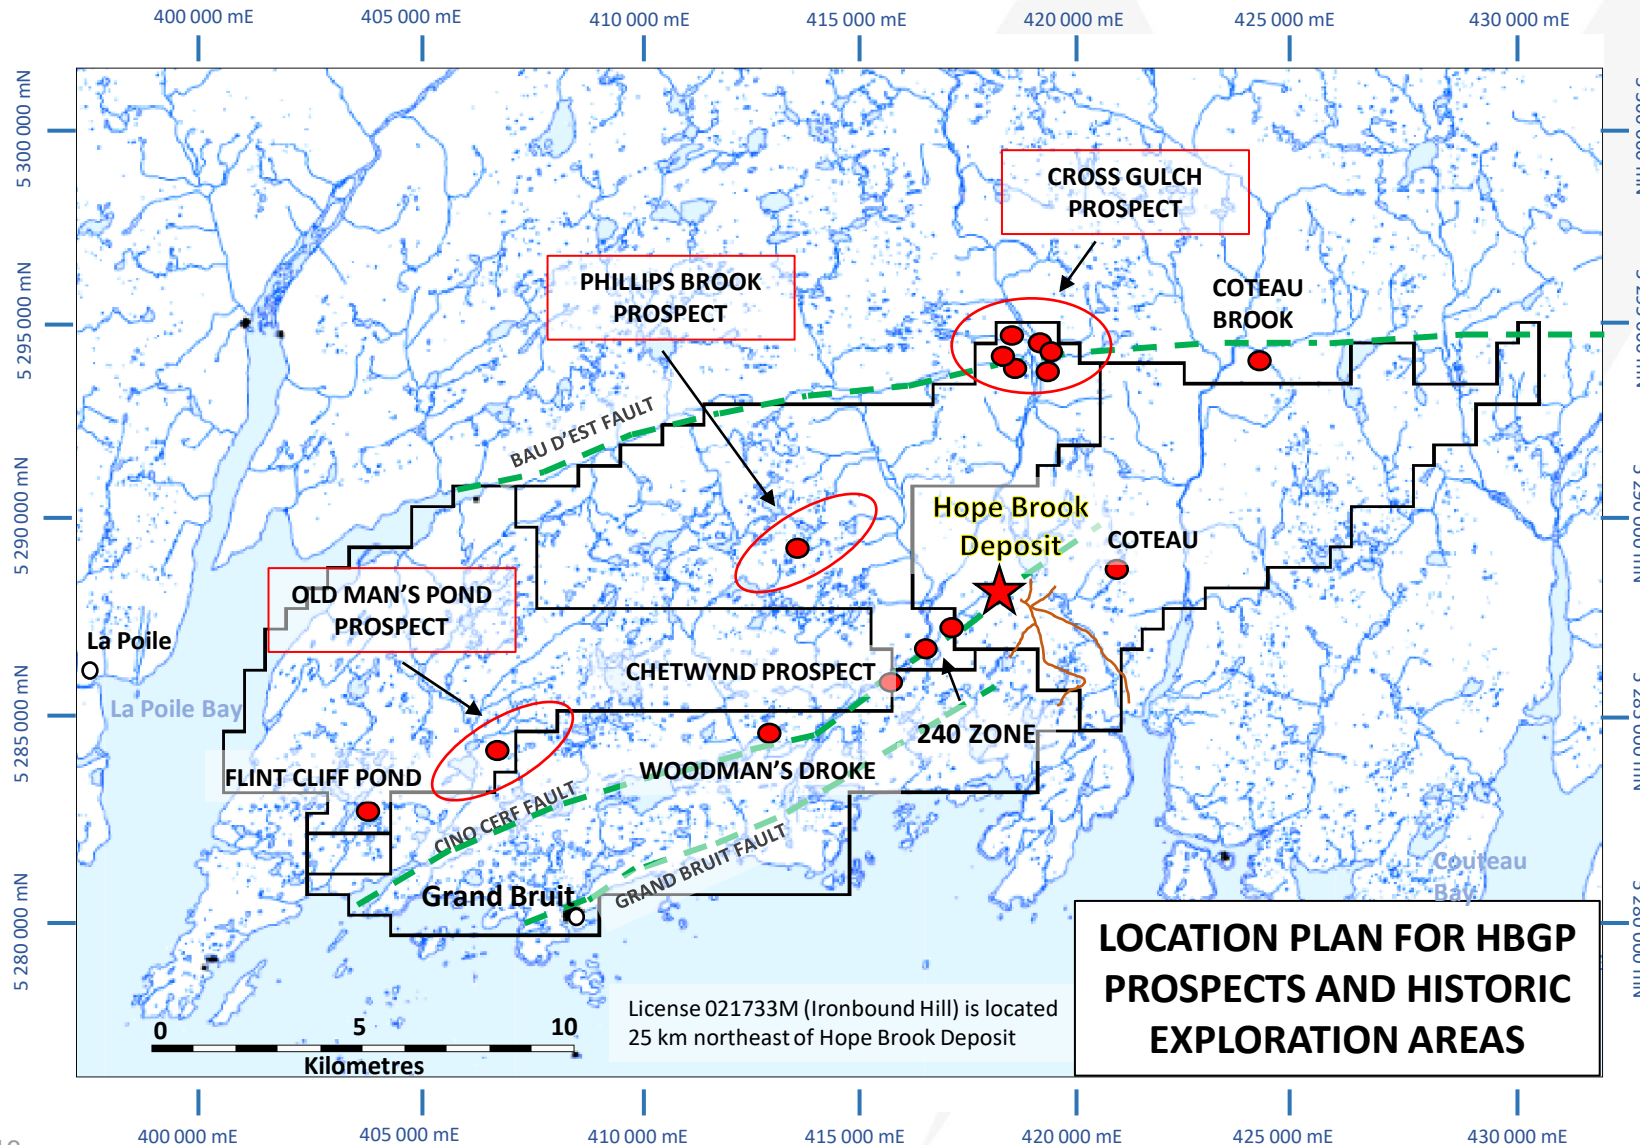 400 000 mE
405 000 mE
410 000 mE
415 000 mE
420 000 mE
425 000 mE
430 000 mE
5 300 000 mN
5 295 000 mN
5 290 000 mN
5 285 000 mN
5 280 000 mN
CROSS GULCH
PROSPECT
PHILLIPS BROOK
PROSPECT
COTEAU
BROOK
BAU D'EST FAULT
Hope Brook
Deposit
COTEAU
OLD MAN'S POND
PROSPECT
La Poile
CHETWYND PROSPECT
La Poile Bay
240 ZONE
FLINT CLIFF POND
WOODMAN'S DROKE
CINO CERF FAULT
GRAND BRUIT FAULT
Grand Bruit
Couteau
Bay
LOCATION PLAN FOR HBGP
PROSPECTS AND HISTORIC
EXPLORATION AREAS
License 021733M (Ironbound Hill) is located
25 km northeast of Hope Brook Deposit
0 5 10
Kilometres
400 000 mE
405 000 mE
410 000 mE
415 000 mE
420 000 mE
425 000 mE
430 000 mE